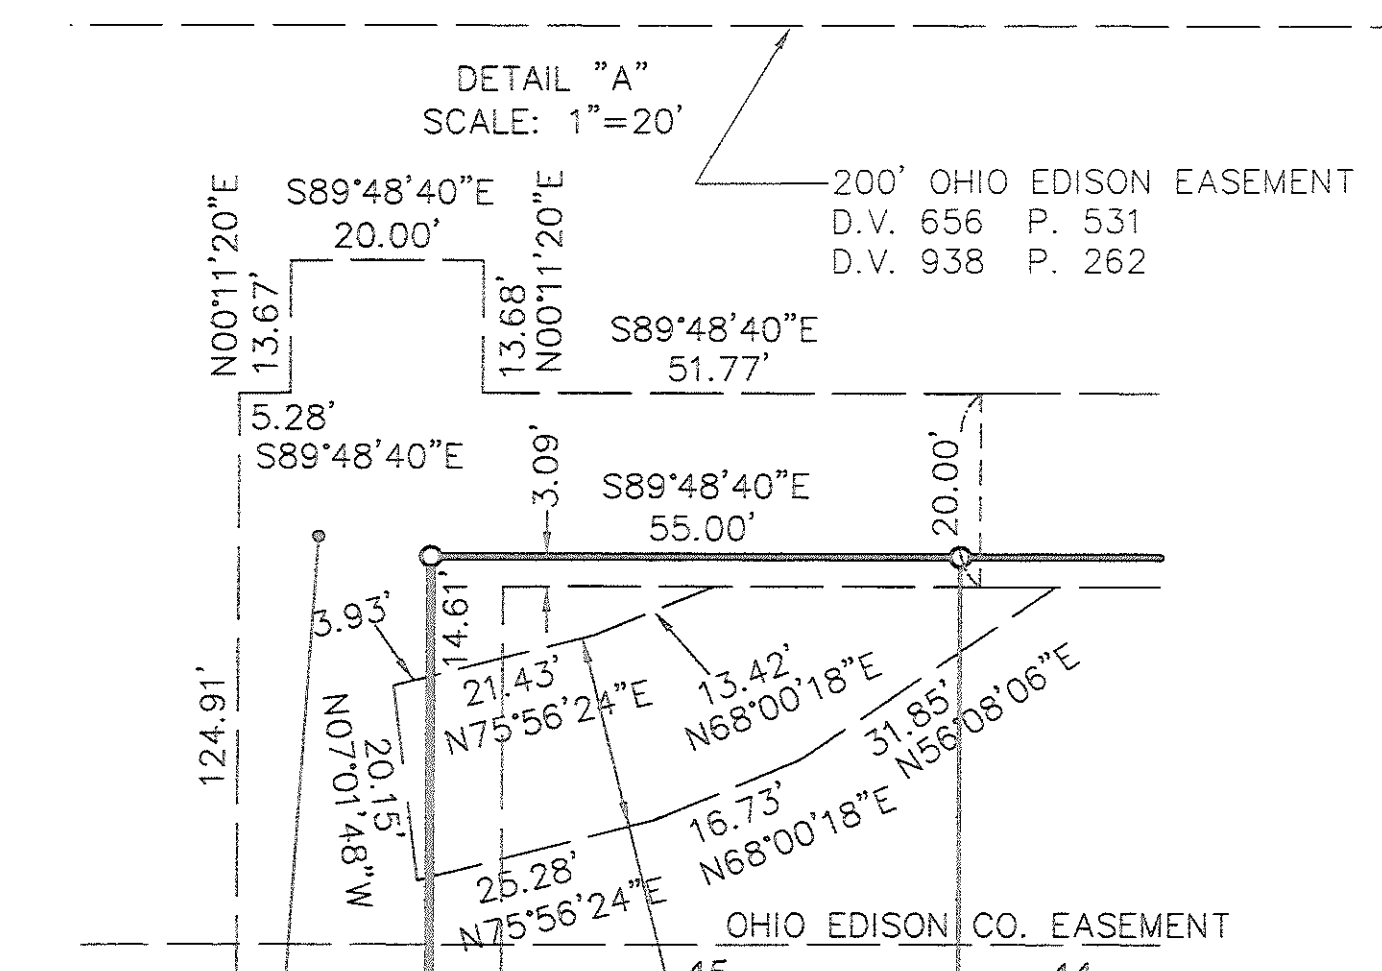 DETAIL "A"
SCALE: 1"=20'
200' OHIO EDISON EASEMENT
D.V. 656 P. 531
D.V. 938 P. 262
S89°48'40"E
20.00'
N00°11'20"E
13.67'
13.68'
N00°11'20"E
S89°48'40"E
51.77'
5.28'
S89°48'40"E
3.09'
S89°48'40"E
55.00'
20.00'
3.93'
14.61'
21.43'
N75°56'24"E
13.42'
N68°00'18"E
31.85'
N56°08'06"E
124.91'
N07°01'48"W
20.15'
16.73'
N68°00'18"E
25.28'
N75°56'24"E
OHIO EDISON CO. EASEMENT